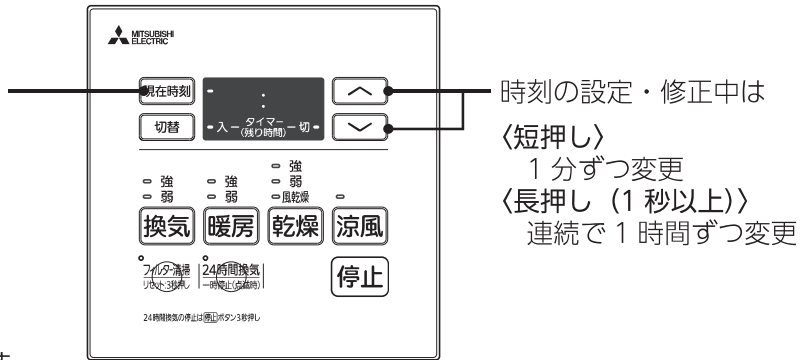 MITSUBISHI
ELECTRIC
現在時刻
:
切替
入 ― タイマー ― 切
(残り時間)
時刻の設定・修正中は
〈短押し〉
1分ずつ変更
〈長押し（1秒以上）〉
連続で1時間ずつ変更
強
弱
強
弱
強
弱
風乾燥
換気
暖房
乾燥
涼風
フィルター清掃
リセット:3秒押し
24時間換気
一時停止(点滅時)
停止
24時間換気の停止は停止ボタン3秒押し